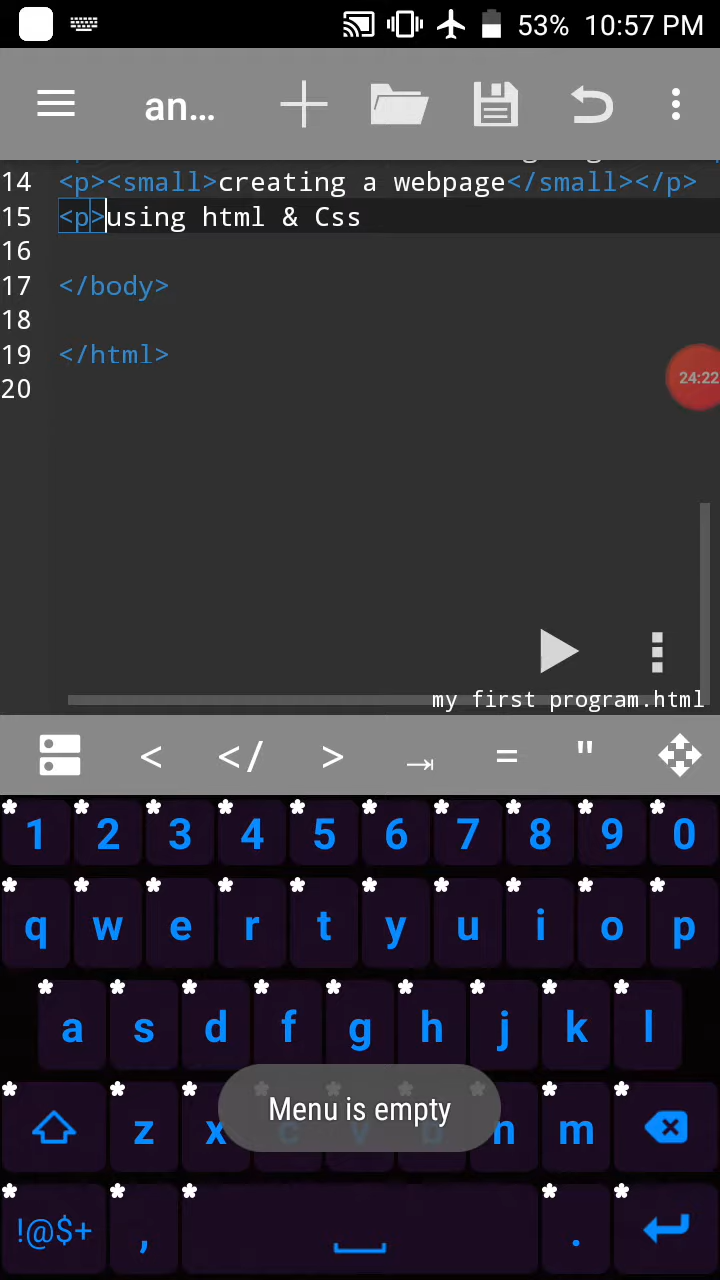 53% 10:57 PM
an...
14 <p><small>creating a webpage</small></p>
15 <p>using html & Css
16
17 </body>
18
19 </html>
20
24:22
my first program.html
< </ > ⇥ = "
1 2 3 4 5 6 7 8 9 0
q w e r t y u i o p
a s d f g h j k l
z x c v b n m
Menu is empty
!@$+ , .